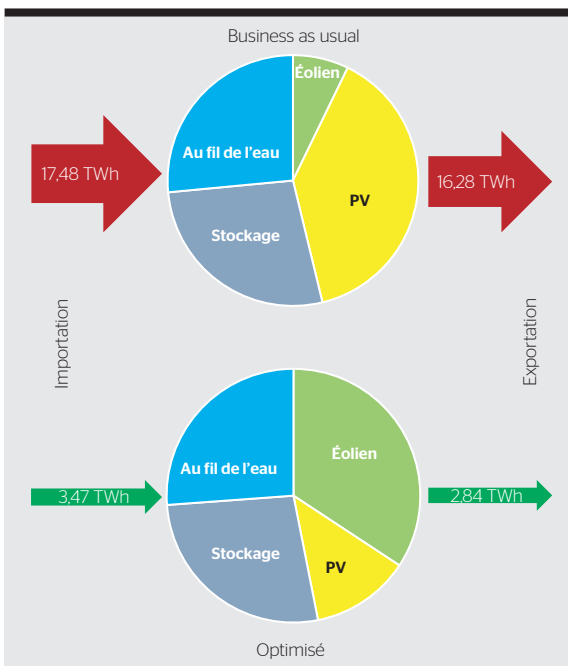 Business as usual
Éolien
Au fil de l'eau
17,48 TWh
16,28 TWh
PV
Stockage
Importation
Exportation
Éolien
Au fil de l'eau
3,47 TWh
2,84 TWh
Stockage
PV
Optimisé